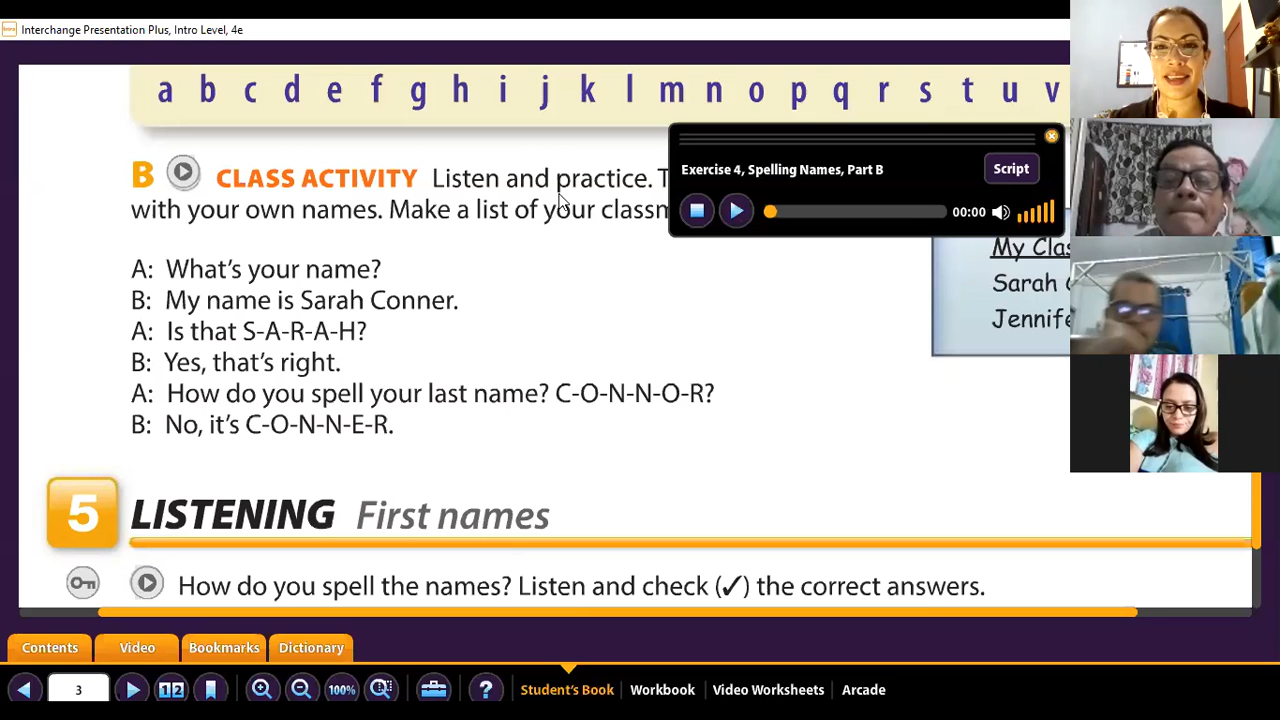 Interchange Presentation Plus, Intro Level, 4e
a b c d e f g h i j k l m n o p q r s t u v
B CLASS ACTIVITY Listen and practice.
with your own names. Make a list of your
Exercise 4, Spelling Names, Part B
Script
00:00
My
Sarah
A: What's your name?
B: My name is Sarah Conner.
A: Is that S-A-R-A-H?
B: Yes, that's right.
A: How do you spell your last name? C-O-N-N-O-R?
B: No, it's C-O-N-N-E-R.
5 LISTENING First names
How do you spell the names? Listen and check (✓) the correct answers.
Contents Video Bookmarks Dictionary
3 12 100% ? Student's Book Workbook Video Worksheets Arcade